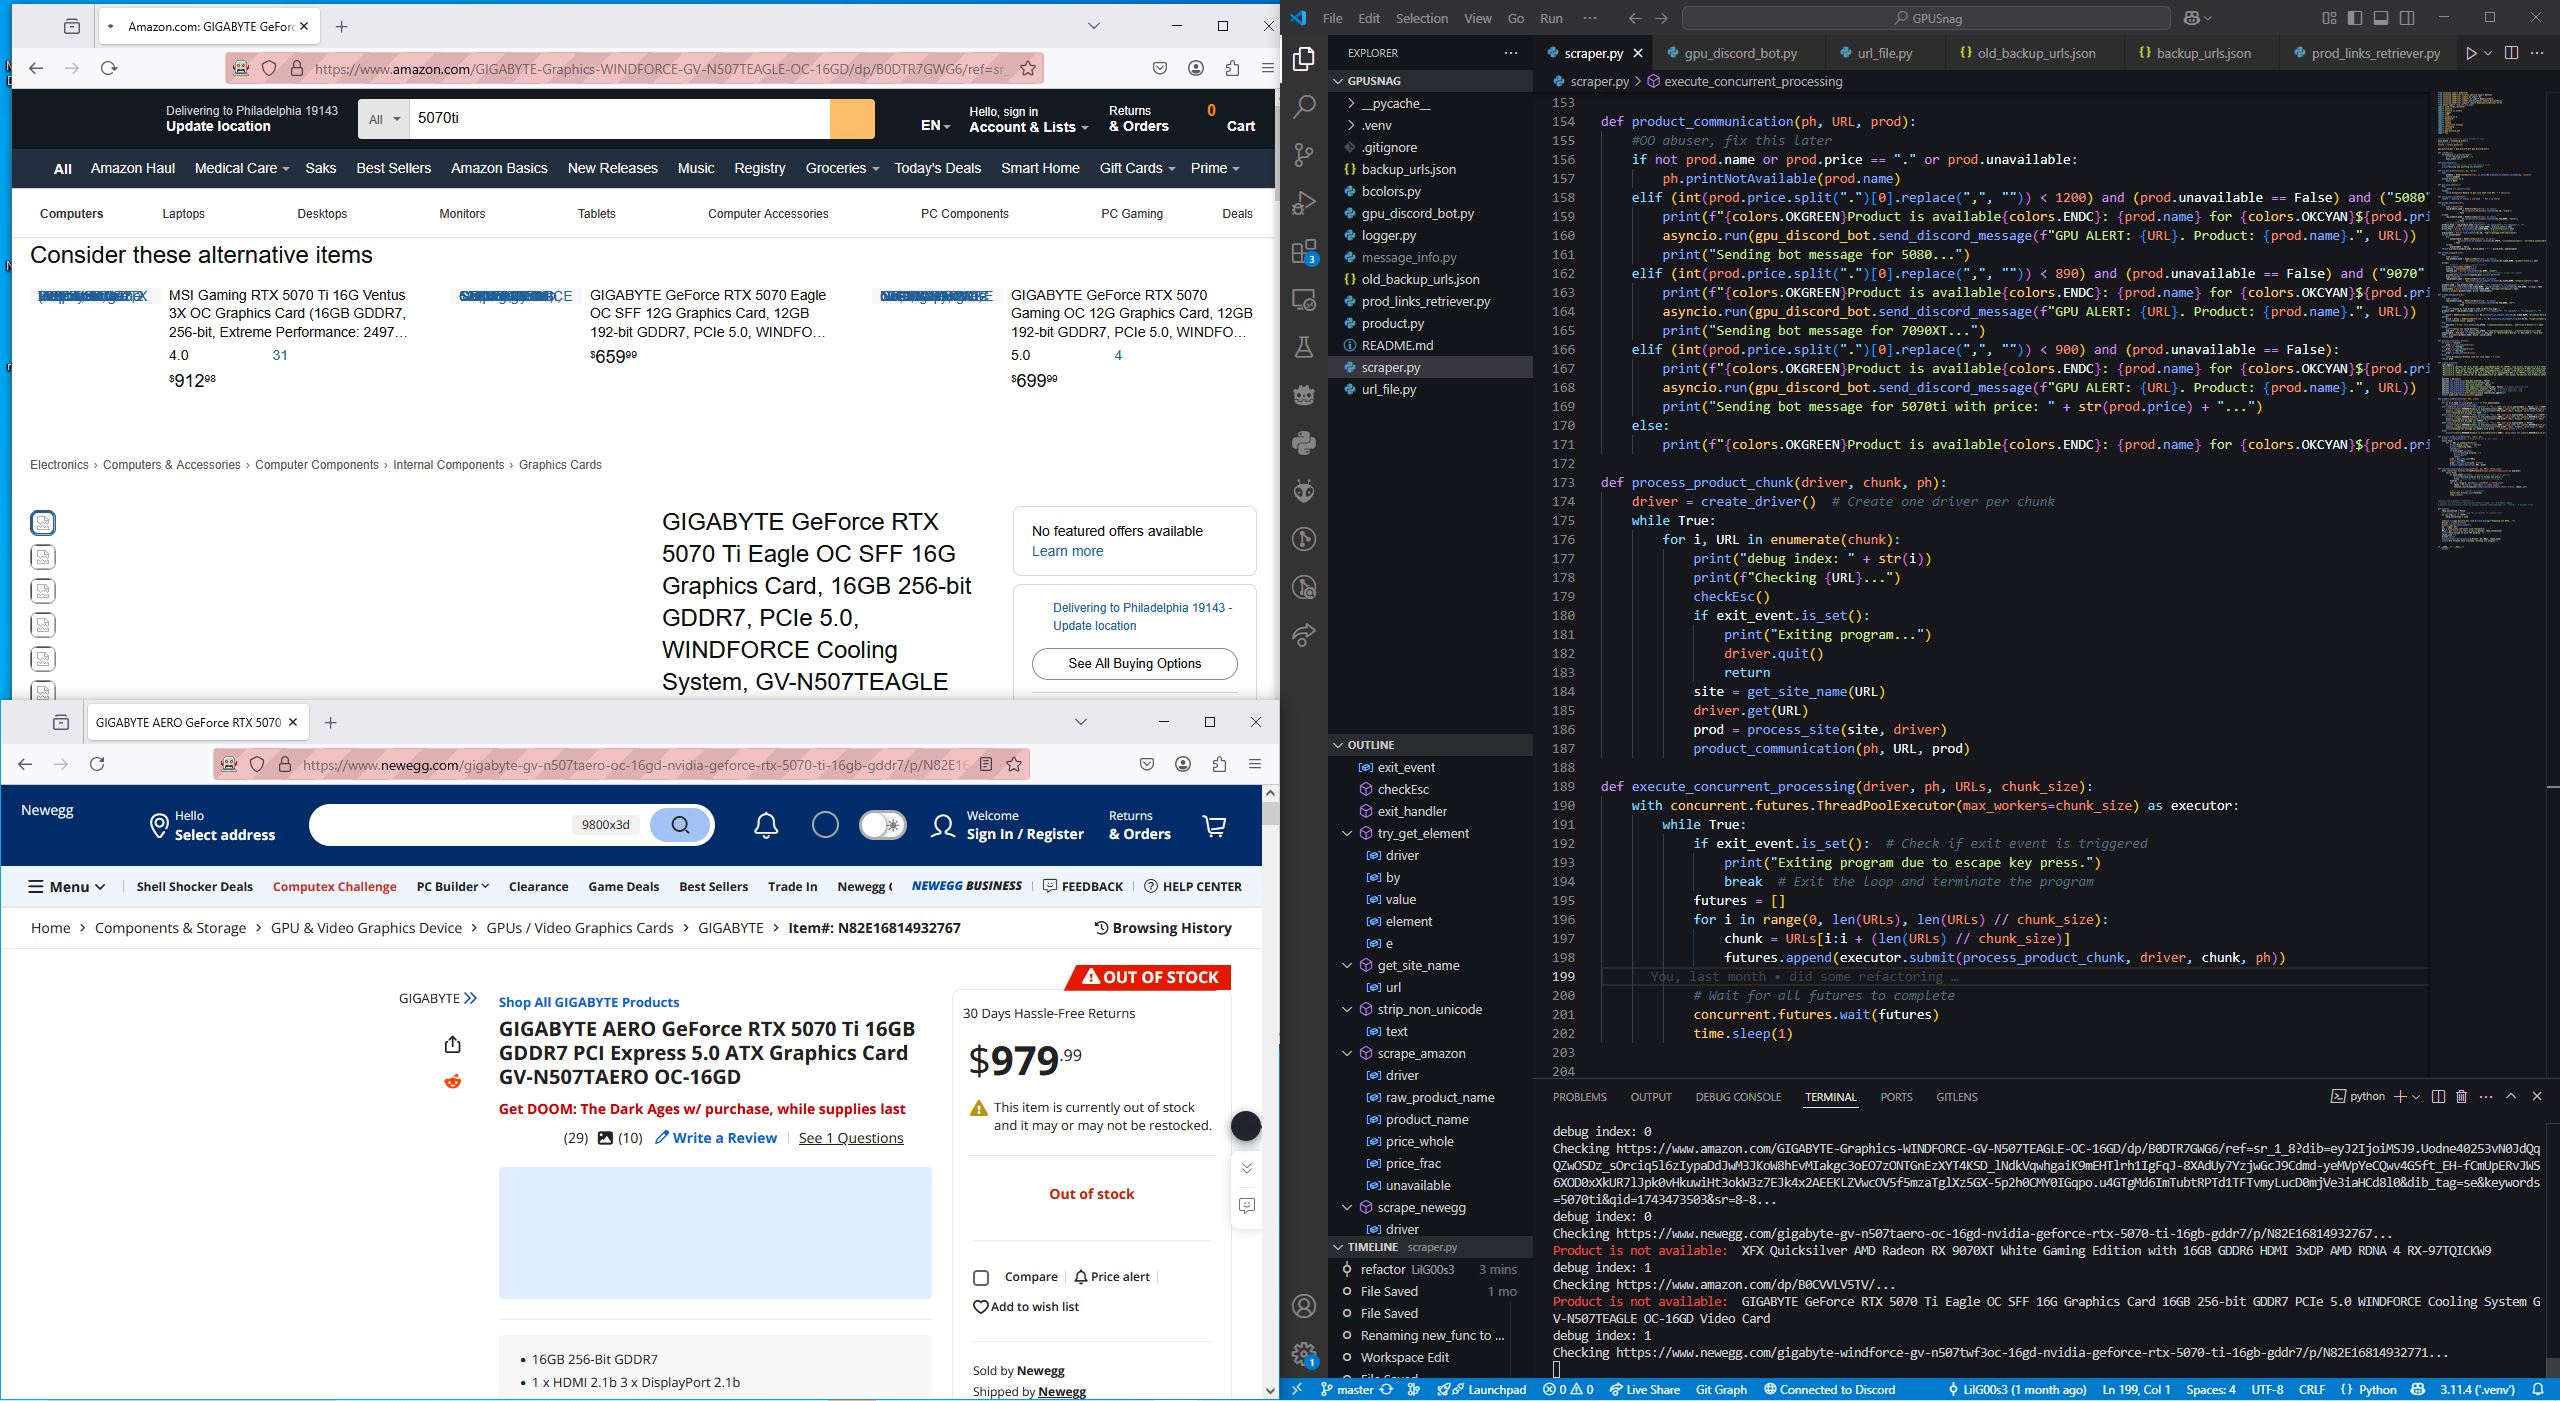 Amazon.com: GIGABYTE GeForc
https://www.amazon.com/GIGABYTE-Graphics-WINDFORCE-GV-N507TEAGLE-OC-16GD/dp/B0DTR7GWG6/ref=sr_
Delivering to Philadelphia 19143
Update location
All
5070ti
EN
Hello, sign in
Account & Lists
Returns
& Orders
0
Cart
All Amazon Haul Medical Care Saks Best Sellers Amazon Basics New Releases Music Registry Groceries Today's Deals Smart Home Gift Cards Prime
Computers Laptops Desktops Monitors Tablets Computer Accessories PC Components PC Gaming Deals
Consider these alternative items
MSI Gaming RTX 5070 Ti 16G Ventus
3X OC Graphics Card (16GB GDDR7,
256-bit, Extreme Performance: 2497...
4.0 31
$912.98
GIGABYTE GeForce RTX 5070 Eagle
OC SFF 12G Graphics Card, 12GB
192-bit GDDR7, PCIe 5.0, WINDFO...
$659.99
GIGABYTE GeForce RTX 5070
Gaming OC 12G Graphics Card, 12GB
192-bit GDDR7, PCIe 5.0, WINDFO...
5.0 4
$699.99
Electronics › Computers & Accessories › Computer Components › Internal Components › Graphics Cards
GIGABYTE GeForce RTX
5070 Ti Eagle OC SFF 16G
Graphics Card, 16GB 256-bit
GDDR7, PCIe 5.0,
WINDFORCE Cooling
System, GV-N507TEAGLE
No featured offers available
Learn more
Delivering to Philadelphia 19143 -
Update location
See All Buying Options
GIGABYTE AERO GeForce RTX 5070
https://www.newegg.com/gigabyte-gv-n507taero-oc-16gd-nvidia-geforce-rtx-5070-ti-16gb-gddr7/p/N82E16
Newegg
Hello
Select address
9800x3d
Welcome
Sign In / Register
Returns
& Orders
Menu Shell Shocker Deals Computex Challenge PC Builder Clearance Game Deals Best Sellers Trade In Newegg NEWEGG BUSINESS FEEDBACK HELP CENTER
Home > Components & Storage > GPU & Video Graphics Device > GPUs / Video Graphics Cards > GIGABYTE > Item#: N82E16814932767
Browsing History
OUT OF STOCK
GIGABYTE
Shop All GIGABYTE Products
GIGABYTE AERO GeForce RTX 5070 Ti 16GB
GDDR7 PCI Express 5.0 ATX Graphics Card
GV-N507TAERO OC-16GD
Get DOOM: The Dark Ages w/ purchase, while supplies last
(29) (10) Write a Review See 1 Questions
30 Days Hassle-Free Returns
$979.99
This item is currently out of stock
and it may or may not be restocked.
Out of stock
Compare Price alert
Add to wish list
• 16GB 256-Bit GDDR7
• 1 x HDMI 2.1b 3 x DisplayPort 2.1b
Sold by Newegg
Shipped by Newegg
File Edit Selection View Go Run ···
GPUSnag
EXPLORER
GPUSNAG
__pycache__
.venv
.gitignore
backup_urls.json
bcolors.py
gpu_discord_bot.py
logger.py
message_info.py
old_backup_urls.json
prod_links_retriever.py
product.py
README.md
scraper.py
url_file.py
OUTLINE
exit_event
checkEsc
exit_handler
try_get_element
driver
by
value
element
e
get_site_name
url
strip_non_unicode
text
scrape_amazon
driver
raw_product_name
product_name
price_whole
price_frac
unavailable
scrape_newegg
driver
TIMELINE scraper.py
refactor LilG00s3 3 mins
File Saved 1 mo
File Saved
Renaming new_func to ...
Workspace Edit
scraper.py gpu_discord_bot.py url_file.py old_backup_urls.json backup_urls.json prod_links_retriever.py
scraper.py > execute_concurrent_processing
153
154 def product_communication(ph, URL, prod):
155 #OO abuser, fix this later
156 if not prod.name or prod.price == "." or prod.unavailable:
157 ph.printNotAvailable(prod.name)
158 elif (int(prod.price.split(".")[0].replace(",", "")) < 1200) and (prod.unavailable == False) and ("5080"
159 print(f"{colors.OKGREEN}Product is available{colors.ENDC}: {prod.name} for {colors.OKCYAN}${prod.pri
160 asyncio.run(gpu_discord_bot.send_discord_message(f"GPU ALERT: {URL}. Product: {prod.name}.", URL))
161 print("Sending bot message for 5080...")
162 elif (int(prod.price.split(".")[0].replace(",", "")) < 890) and (prod.unavailable == False) and ("9070"
163 print(f"{colors.OKGREEN}Product is available{colors.ENDC}: {prod.name} for {colors.OKCYAN}${prod.pri
164 asyncio.run(gpu_discord_bot.send_discord_message(f"GPU ALERT: {URL}. Product: {prod.name}.", URL))
165 print("Sending bot message for 7090XT...")
166 elif (int(prod.price.split(".")[0].replace(",", "")) < 900) and (prod.unavailable == False):
167 print(f"{colors.OKGREEN}Product is available{colors.ENDC}: {prod.name} for {colors.OKCYAN}${prod.pri
168 asyncio.run(gpu_discord_bot.send_discord_message(f"GPU ALERT: {URL}. Product: {prod.name}.", URL))
169 print("Sending bot message for 5070ti with price: " + str(prod.price) + "...")
170 else:
171 print(f"{colors.OKGREEN}Product is available{colors.ENDC}: {prod.name} for {colors.OKCYAN}${prod.pri
172
173 def process_product_chunk(driver, chunk, ph):
174 driver = create_driver() # Create one driver per chunk
175 while True:
176 for i, URL in enumerate(chunk):
177 print("debug index: " + str(i))
178 print(f"Checking {URL}...")
179 checkEsc()
180 if exit_event.is_set():
181 print("Exiting program...")
182 driver.quit()
183 return
184 site = get_site_name(URL)
185 driver.get(URL)
186 prod = process_site(site, driver)
187 product_communication(ph, URL, prod)
188
189 def execute_concurrent_processing(driver, ph, URLs, chunk_size):
190 with concurrent.futures.ThreadPoolExecutor(max_workers=chunk_size) as executor:
191 while True:
192 if exit_event.is_set(): # Check if exit event is triggered
193 print("Exiting program due to escape key press.")
194 break # Exit the loop and terminate the program
195 futures = []
196 for i in range(0, len(URLs), len(URLs) // chunk_size):
197 chunk = URLs[i:i + (len(URLs) // chunk_size)]
198 futures.append(executor.submit(process_product_chunk, driver, chunk, ph))
199 You, last month • did some refactoring …
200 # Wait for all futures to complete
201 concurrent.futures.wait(futures)
202 time.sleep(1)
203
204
PROBLEMS OUTPUT DEBUG CONSOLE TERMINAL PORTS GITLENS
python
debug index: 0
Checking https://www.amazon.com/GIGABYTE-Graphics-WINDFORCE-GV-N507TEAGLE-OC-16GD/dp/B0DTR7GWG6/ref=sr_1_8?dib=
=5070ti&qid=1743473503&sr=8-8...
debug index: 0
Checking https://www.newegg.com/gigabyte-gv-n507taero-oc-16gd-nvidia-geforce-rtx-5070-ti-16gb-gddr7/p/N82E16814932767...
Product is not available: XFX Quicksilver AMD Radeon RX 9070XT White Gaming Edition with 16GB GDDR6 HDMI 3xDP AMD RDNA 4 RX-97TQICKW9
debug index: 1
Checking https://www.amazon.com/dp/B0CVVLV5TV/...
Product is not available: GIGABYTE GeForce RTX 5070 Ti Eagle OC SFF 16G Graphics Card 16GB 256-bit GDDR7 PCIe 5.0 WINDFORCE Cooling System G
V-N507TEAGLE OC-16GD Video Card
debug index: 1
Checking https://www.newegg.com/gigabyte-windforce-gv-n507twf3oc-16gd-nvidia-geforce-rtx-5070-ti-16gb-gddr7/p/N82E16814932771...
master Launchpad 0 0 Live Share Git Graph Connected to Discord LilG00s3 (1 month ago) Ln 199, Col 1 Spaces: 4 UTF-8 CRLF Python 3.11.4 ('.venv')